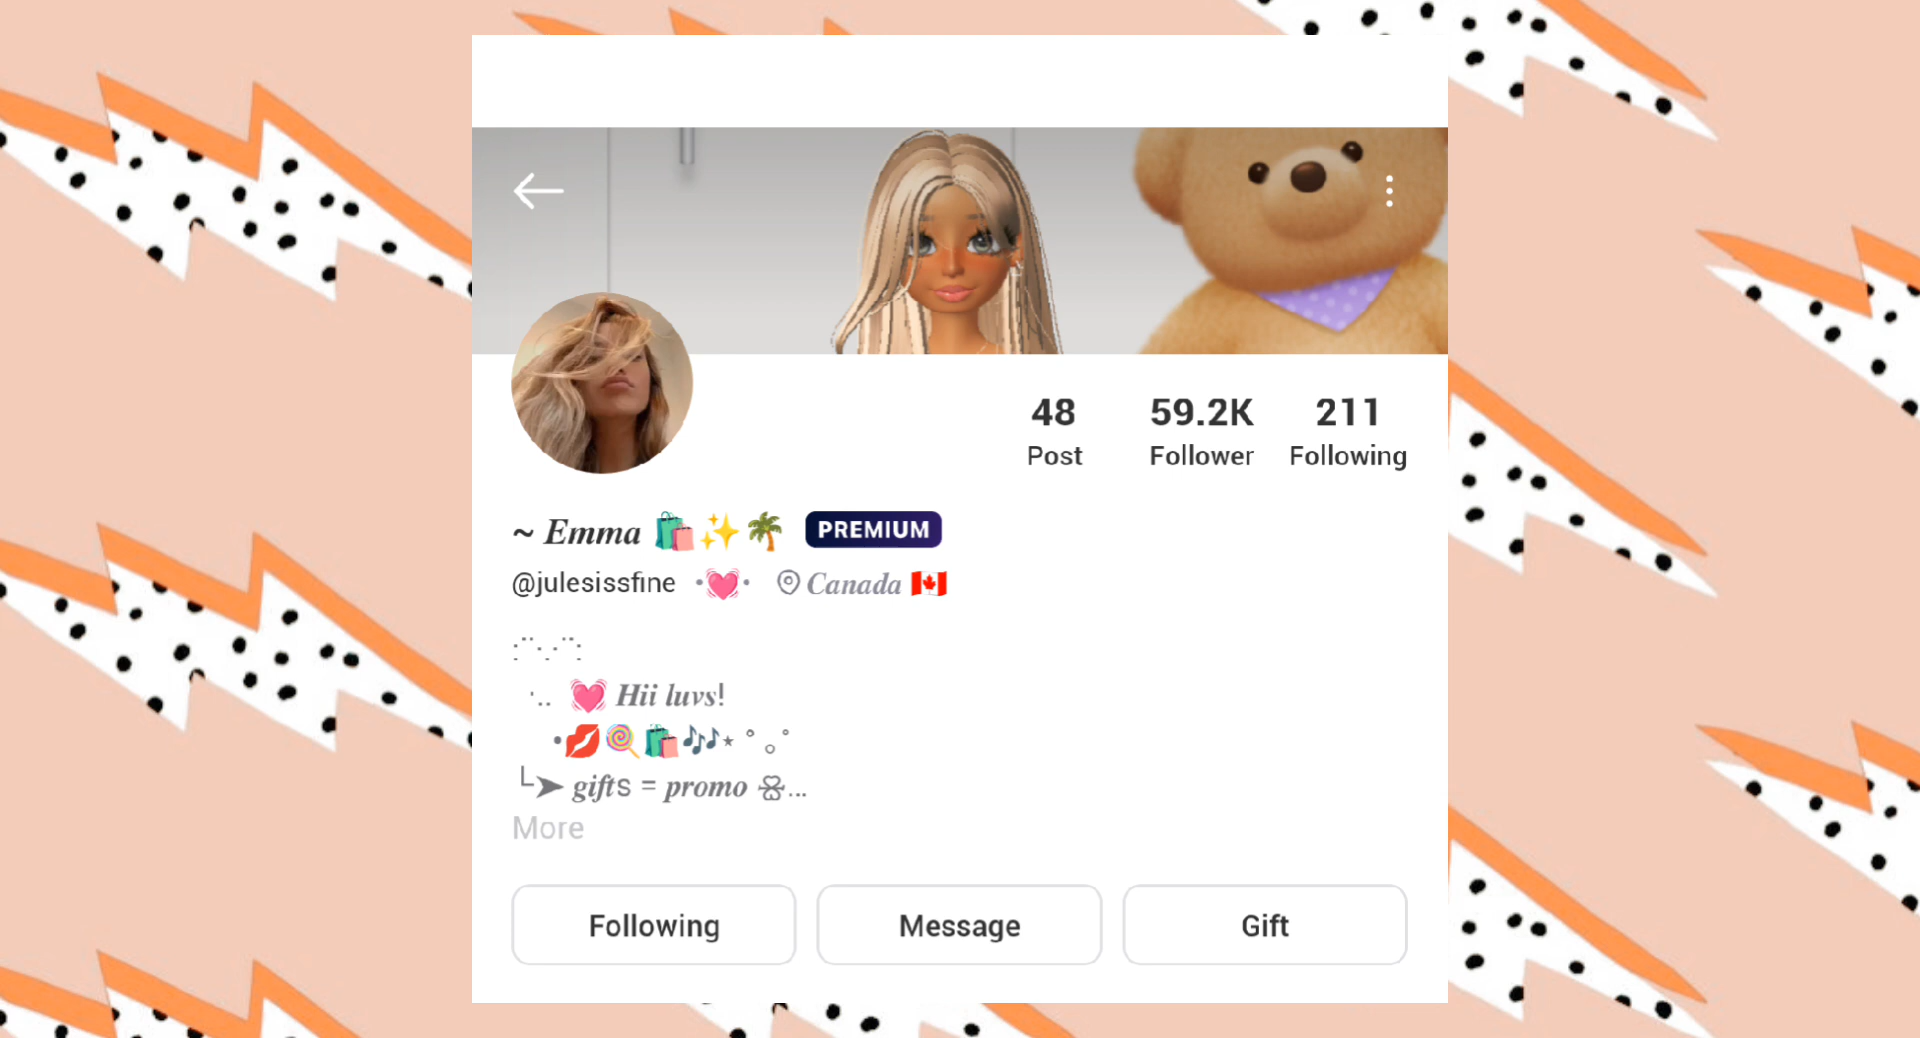 48 59.2K 211
Post Follower Following
~ Emma 🛍️✨🌴 PREMIUM
@julesissfine •💓• Canada 🇨🇦
💓 Hii luvs!
•💋🍭🛍️🎶⋆ ˚ ｡˚
╰➤ gifts = promo ꔛ...
More
Following Message Gift